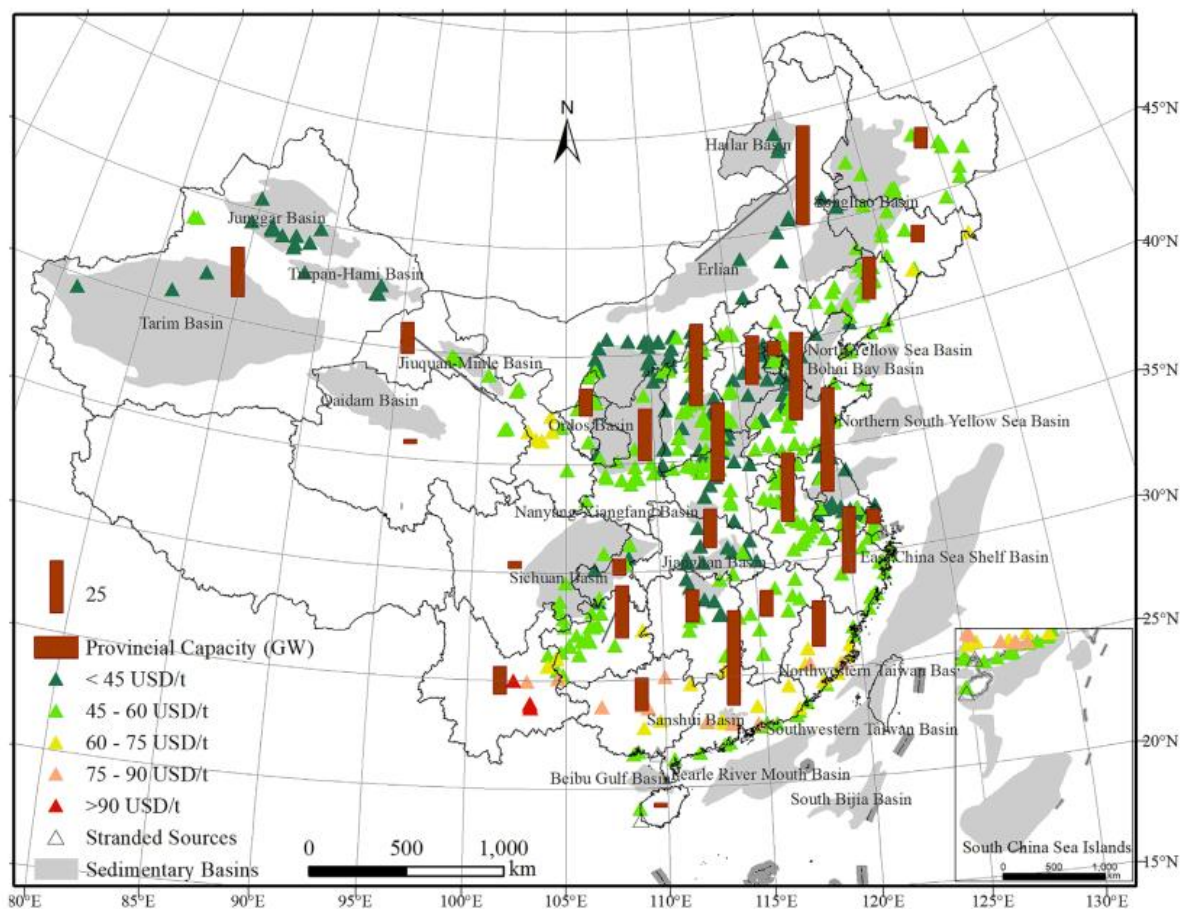 N
45°N
Hailar Basin
Songliao Basin
40°N
Junggar Basin
Turpan-Hami Basin
Erlian
Tarim Basin
North Yellow Sea Basin
Jiuquan-Minle Basin
Bohai Bay Basin
35°N
Qaidam Basin
Ordos Basin
Northern South Yellow Sea Basin
30°N
Nanyang-Xiangfang Basin
East China Sea Shelf Basin
Jianghan Basin
Sichuan Basin
25
25°N
Provincial Capacity (GW)
< 45 USD/t
Northwestern Taiwan Bas
45 - 60 USD/t
Sanshui Basin
Southwestern Taiwan Basin
60 - 75 USD/t
20°N
75 - 90 USD/t
Beibu Gulf Basin
Pearle River Mouth Basin
>90 USD/t
South Bijia Basin
Stranded Sources
0 500 1,000
km
South China Sea Islands
0 500 1,000
km
Sedimentary Basins
15°N
80°E 85°E 90°E 95°E 100°E 105°E 110°E 115°E 120°E 125°E 130°E